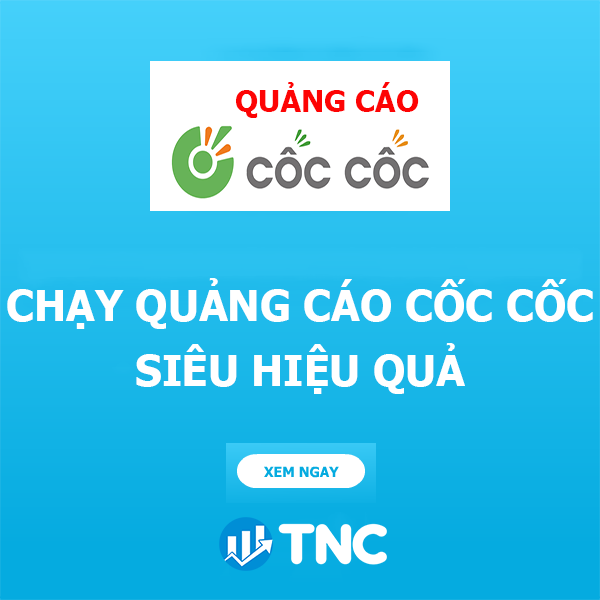 QUẢNG CÁO
CỐC CỐC
CHẠY QUẢNG CÁO CỐC CỐC
SIÊU HIỆU QUẢ
XEM NGAY
TNC